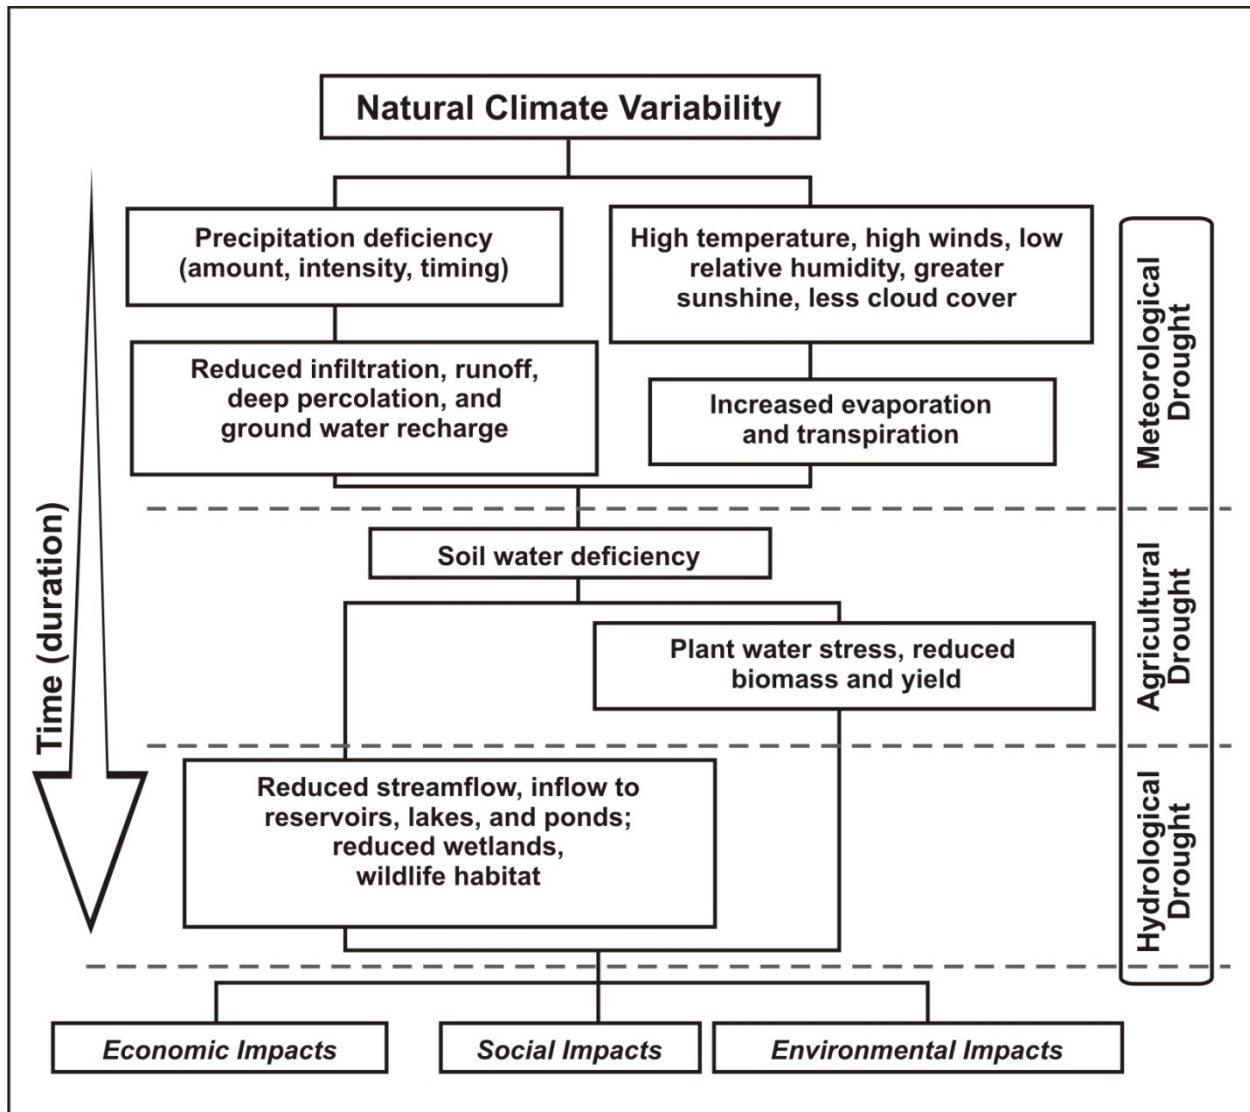 Natural Climate Variability
Precipitation deficiency
(amount, intensity, timing)
High temperature, high winds, low
relative humidity, greater
sunshine, less cloud cover
Reduced infiltration, runoff,
deep percolation, and
ground water recharge
Increased evaporation
and transpiration
Meteorological
Drought
Time (duration)
Soil water deficiency
Plant water stress, reduced
biomass and yield
Agricultural
Drought
Reduced streamflow, inflow to
reservoirs, lakes, and ponds;
reduced wetlands,
wildlife habitat
Hydrological
Drought
Economic Impacts
Social Impacts
Environmental Impacts